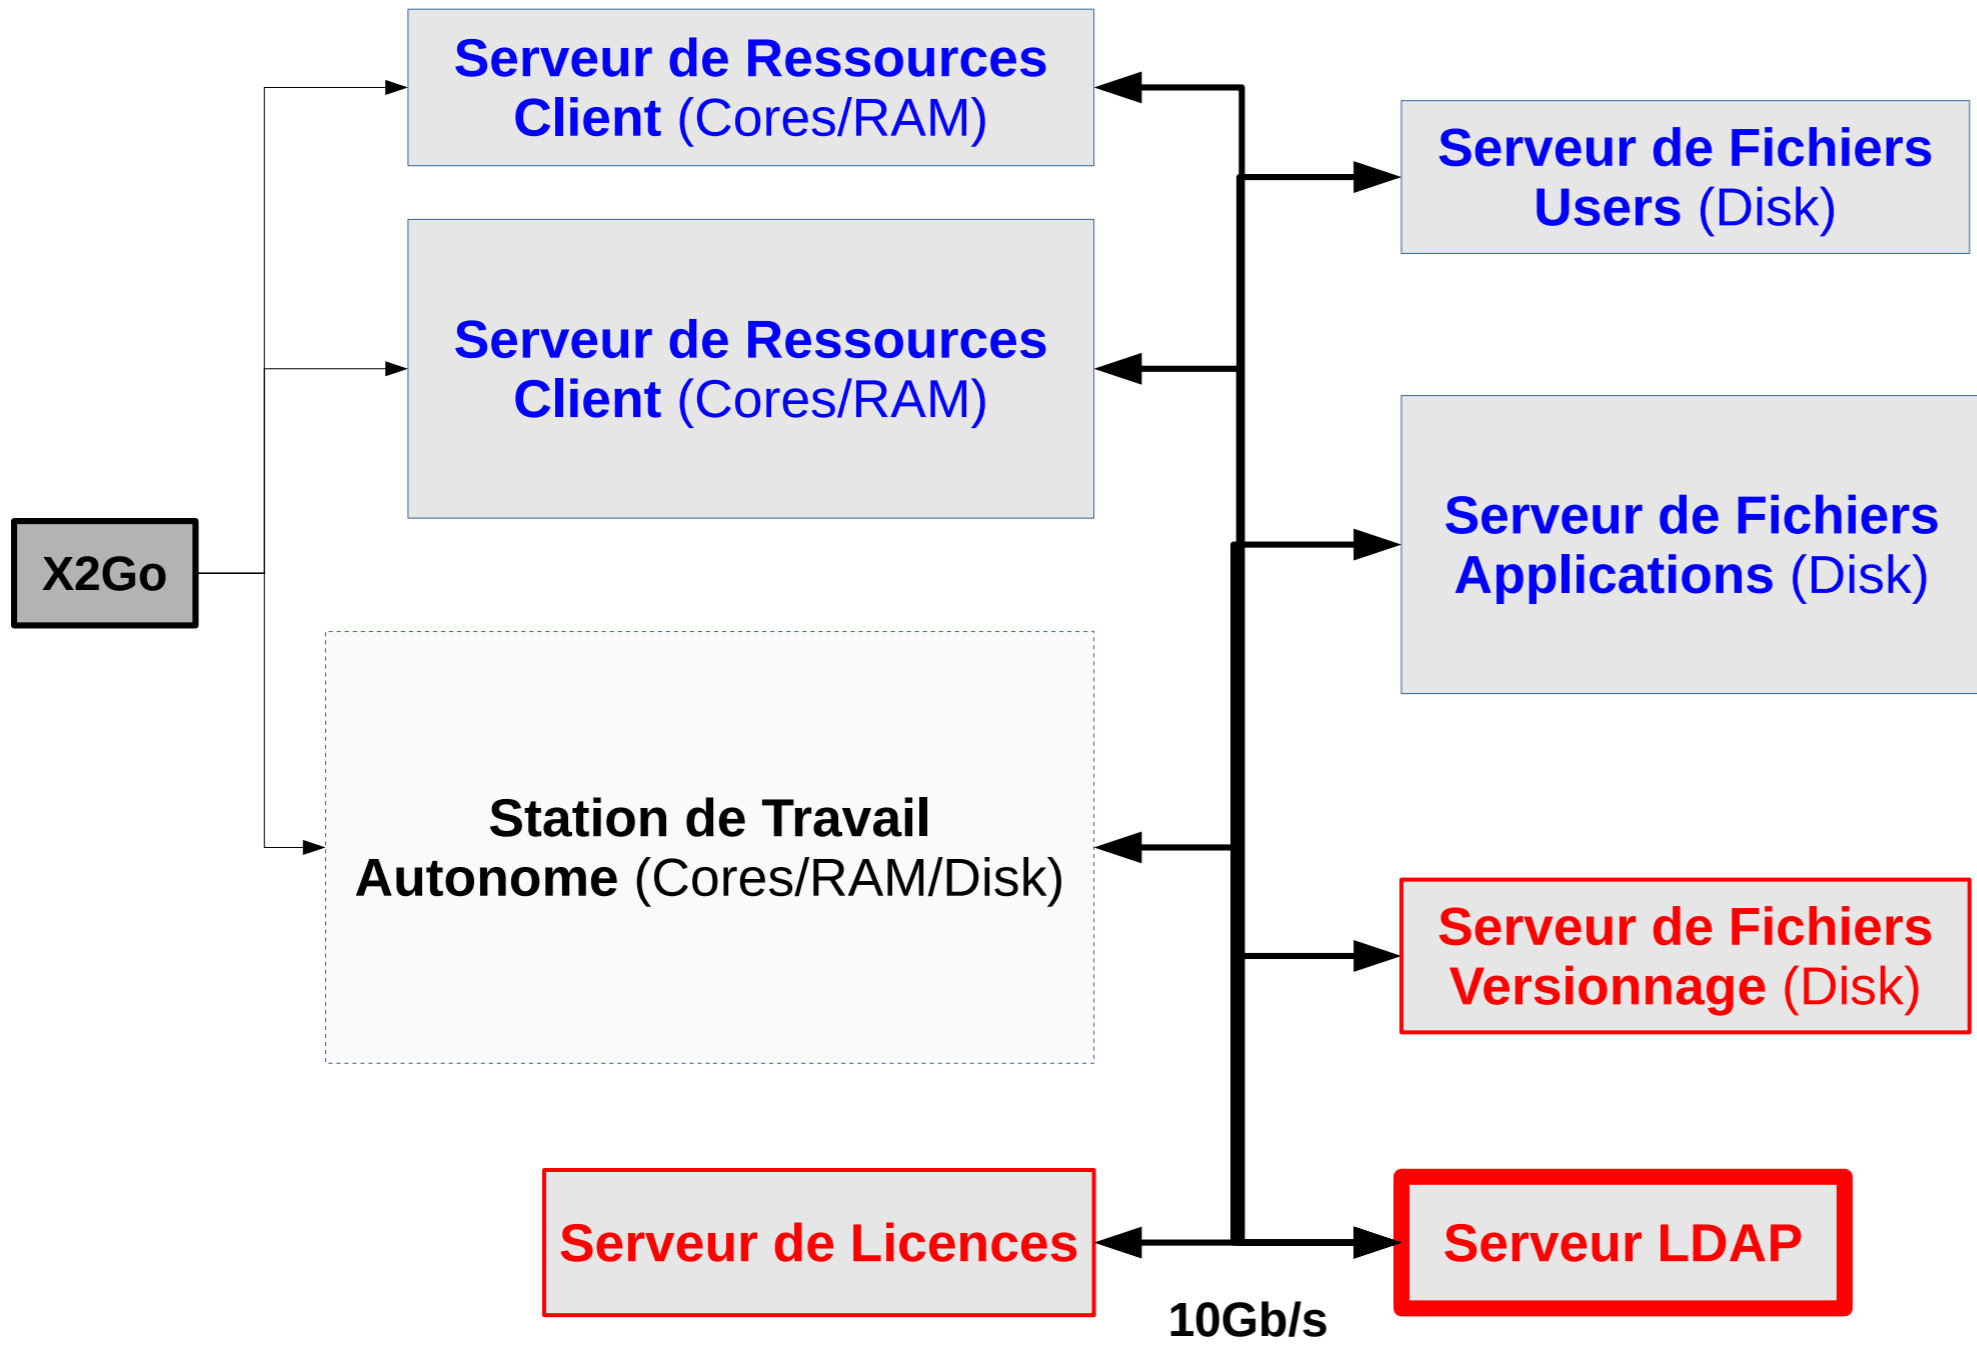 Serveur de Ressources
Client (Cores/RAM)
Serveur de Fichiers
Users (Disk)
Serveur de Ressources
Client (Cores/RAM)
Serveur de Fichiers
Applications (Disk)
X2Go
Station de Travail
Autonome (Cores/RAM/Disk)
Serveur de Fichiers
Versionnage (Disk)
Serveur de Licences
Serveur LDAP
10Gb/s